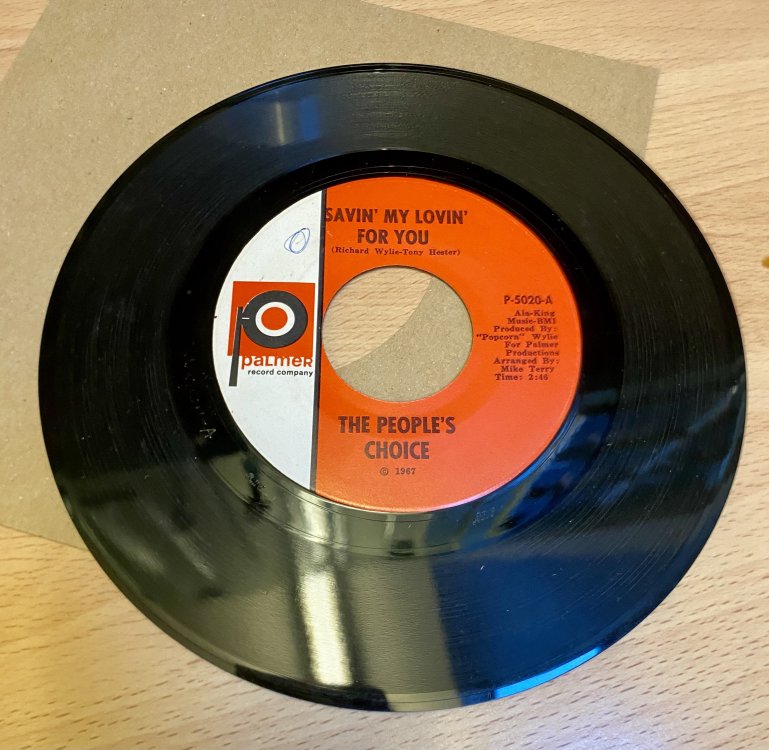 SAVIN' MY LOVIN'
FOR YOU
(Richard Wylie-Tony Hester)
P-5020-A
Ala-King
Music-BMI
Produced By:
"Popcorn" Wylie
For Palmer
Productions
Arranged By:
Mike Terry
Time: 2:46
PaLMeR
record company
THE PEOPLE'S
CHOICE
© 1967